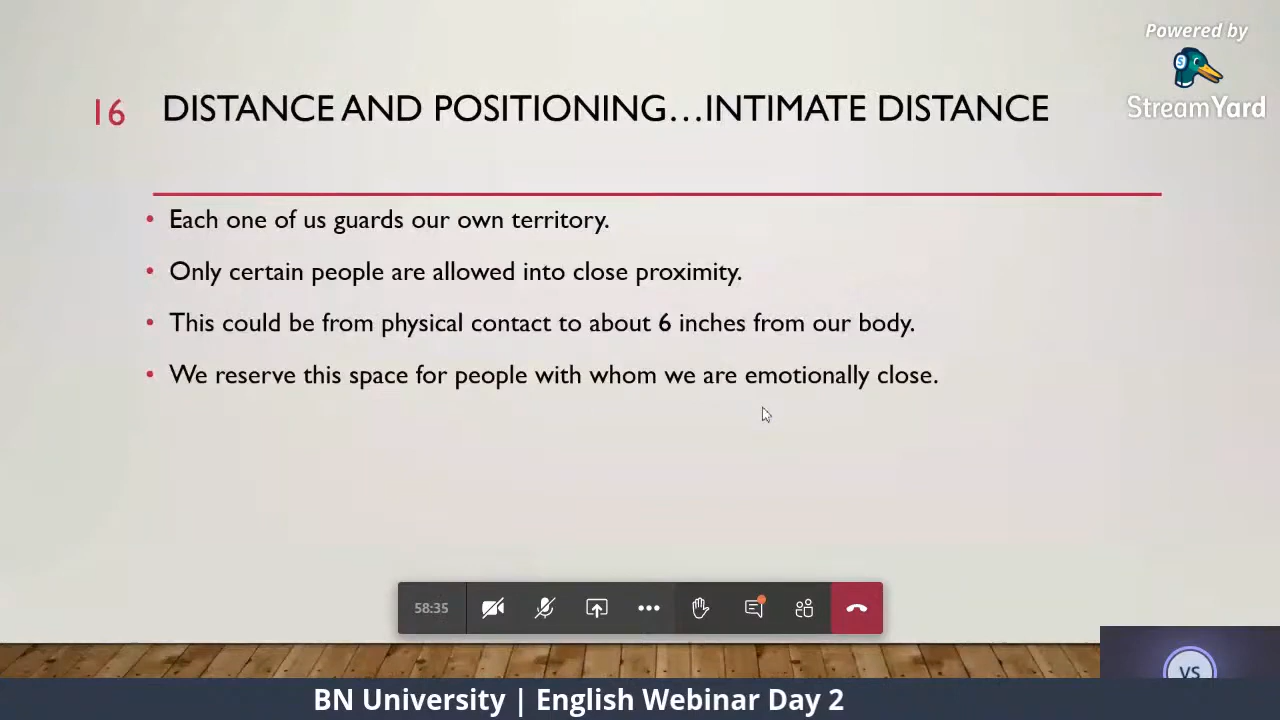 Powered by
StreamYard
16 DISTANCE AND POSITIONING...INTIMATE DISTANCE
• Each one of us guards our own territory.
• Only certain people are allowed into close proximity.
• This could be from physical contact to about 6 inches from our body.
• We reserve this space for people with whom we are emotionally close.
58:35
VS
BN University | English Webinar Day 2